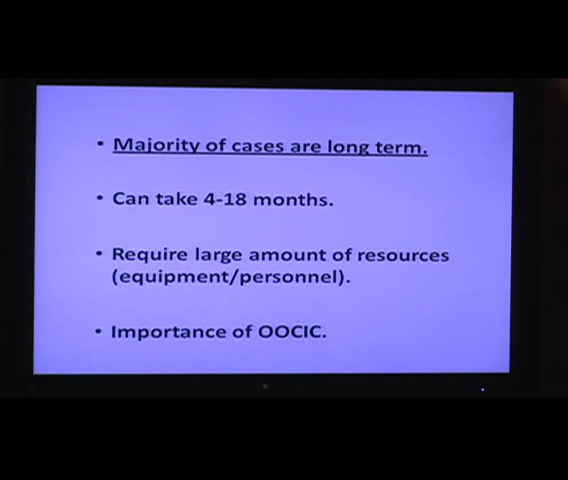 • Majority of cases are long term.
• Can take 4-18 months.
• Require large amount of resources
(equipment/personnel).
• Importance of OOCIC.